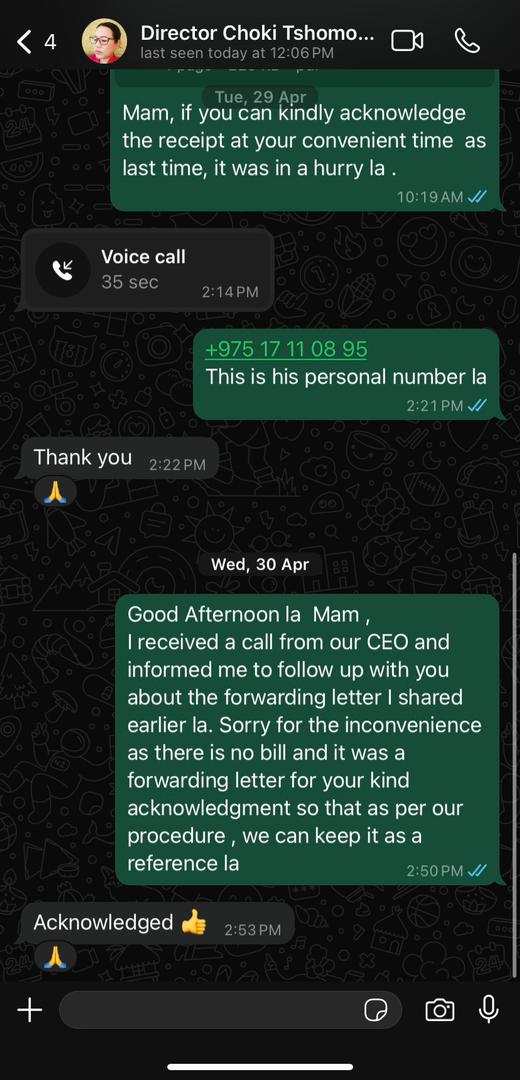 4
Director Choki Tshomo...
last seen today at 12:06 PM
Tue, 29 Apr
Mam, if you can kindly acknowledge
the receipt at your convenient time as
last time, it was in a hurry la .
10:19 AM
Voice call
35 sec
2:14 PM
+975 17 11 08 95
This is his personal number la
2:21 PM
Thank you
2:22 PM
Wed, 30 Apr
Good Afternoon la Mam ,
I received a call from our CEO and
informed me to follow up with you
about the forwarding letter I shared
earlier la. Sorry for the inconvenience
as there is no bill and it was a
forwarding letter for your kind
acknowledgment so that as per our
procedure , we can keep it as a
reference la
2:50 PM
Acknowledged 👍
2:53 PM